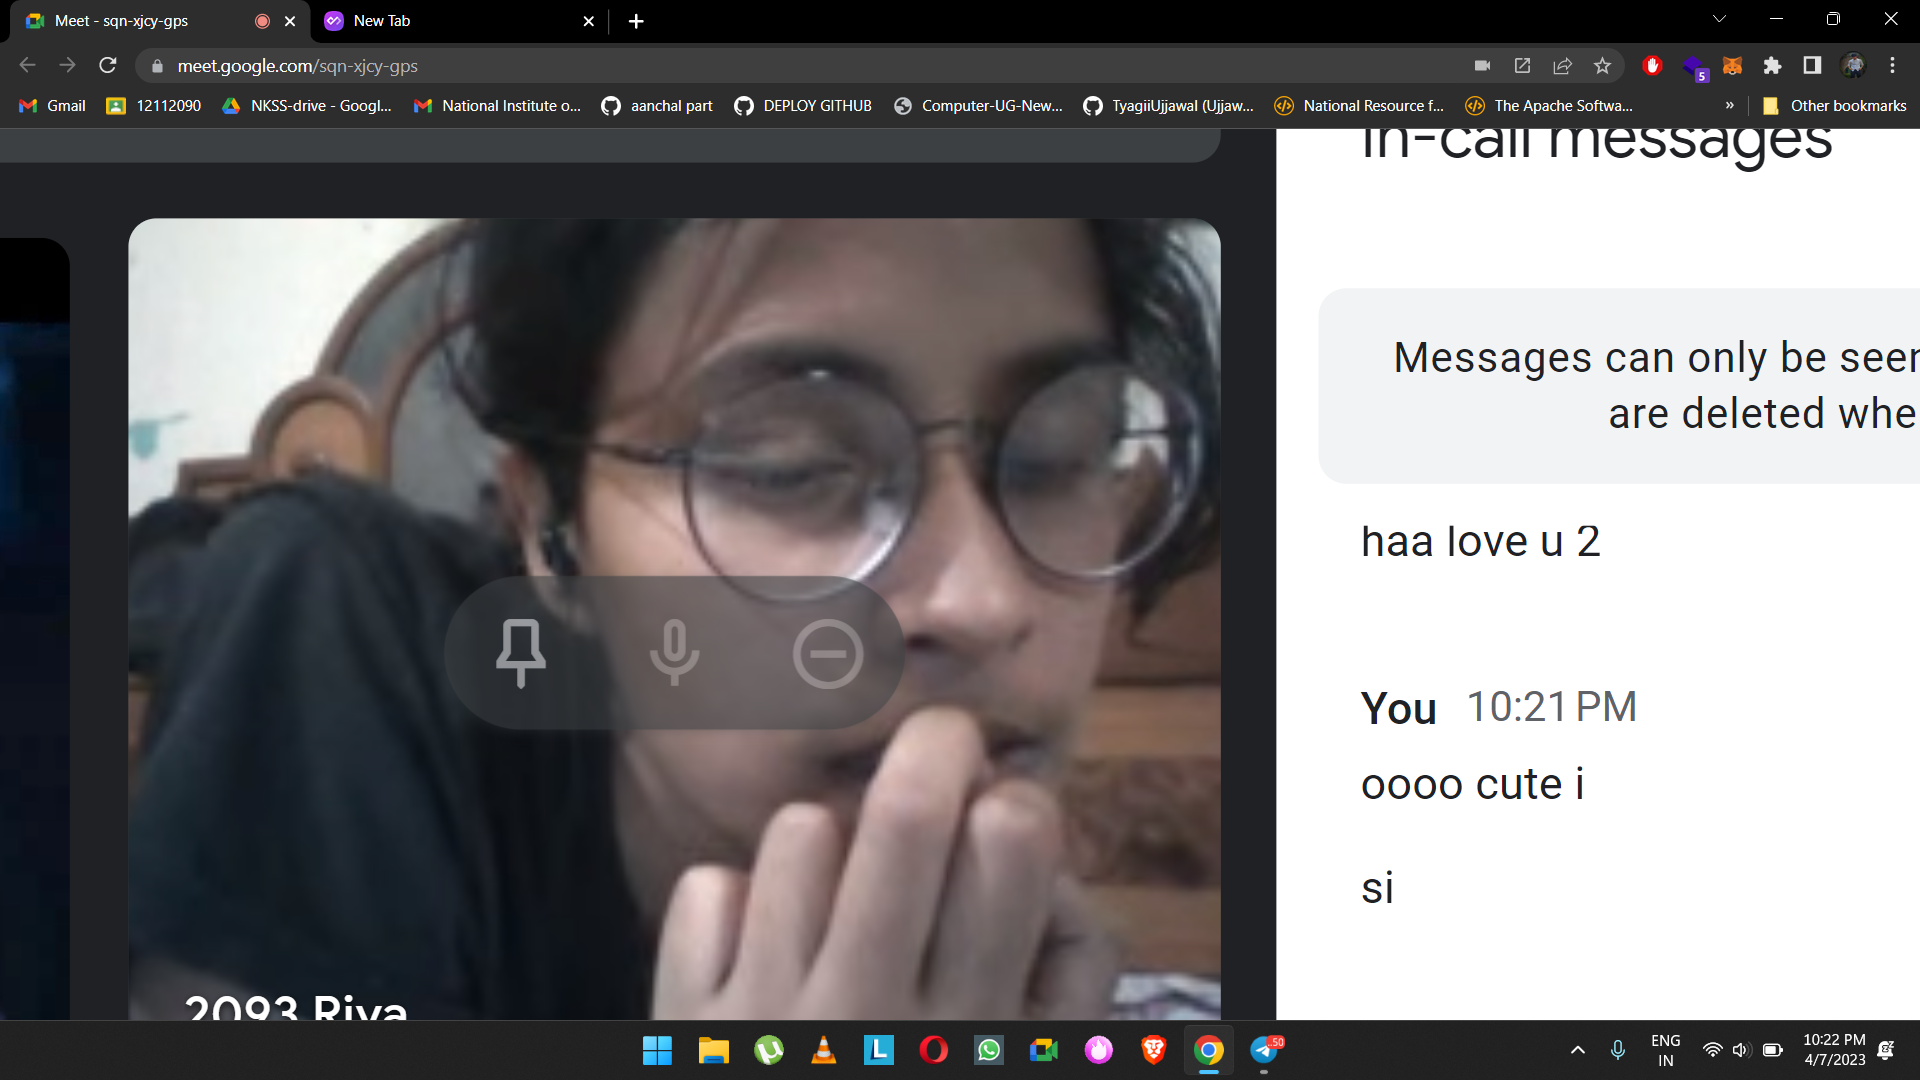 Meet - sqn-xjcy-gps
New Tab
meet.google.com/sqn-xjcy-gps
5
Gmail
12112090
NKSS-drive - Googl...
National Institute o...
aanchal part
DEPLOY GITHUB
Computer-UG-New...
TyagiiUjjawal (Ujjaw...
National Resource f...
The Apache Softwa...
»
Other bookmarks
In-call messages
Messages can only be seen
are deleted whe
haa love u 2
You 10:21 PM
oooo cute i
si
2093 Riya
50
ENG
IN
10:22 PM
4/7/2023